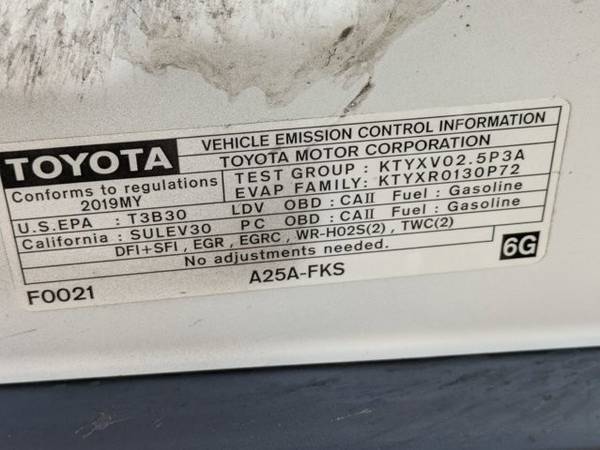 TOYOTA
VEHICLE EMISSION CONTROL INFORMATION
TOYOTA MOTOR CORPORATION
Conforms to regulations
2019MY
TEST GROUP : KTYXV02.5P3A
EVAP FAMILY: KTYXR0130P72
U.S.EPA : T3B30 LDV OBD : CAII Fuel : Gasoline
California : SULEV30 PC OBD : CAII Fuel : Gasoline
DFI+SFI , EGR , EGRC , WR-HO2S(2) , TWC(2)
No adjustments needed.
6G
F0021
A25A-FKS